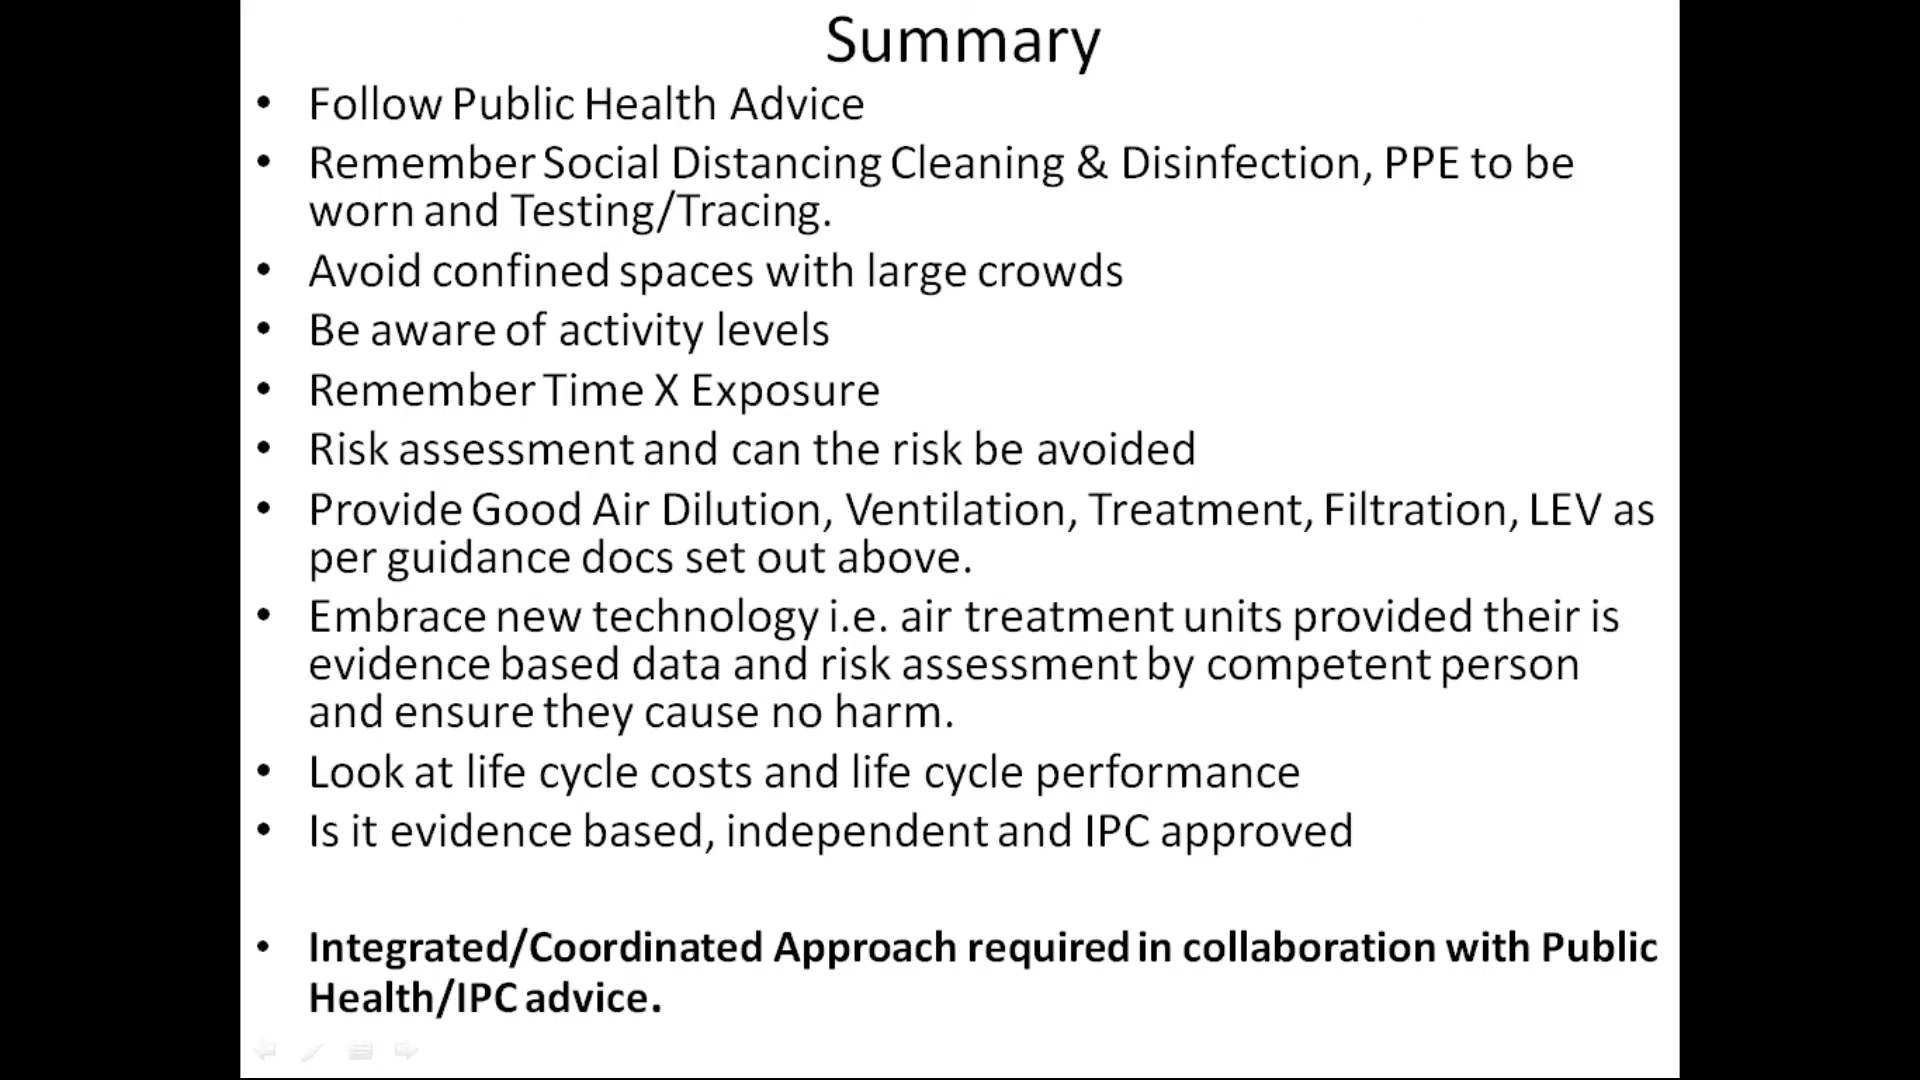 Summary
• Follow Public Health Advice
• Remember Social Distancing Cleaning & Disinfection, PPE to be
worn and Testing/Tracing.
• Avoid confined spaces with large crowds
• Be aware of activity levels
• Remember Time X Exposure
• Risk assessment and can the risk be avoided
• Provide Good Air Dilution, Ventilation, Treatment, Filtration, LEV as
per guidance docs set out above.
• Embrace new technology i.e. air treatment units provided their is
evidence based data and risk assessment by competent person
and ensure they cause no harm.
• Look at life cycle costs and life cycle performance
• Is it evidence based, independent and IPC approved
• Integrated/Coordinated Approach required in collaboration with Public
Health/IPC advice.